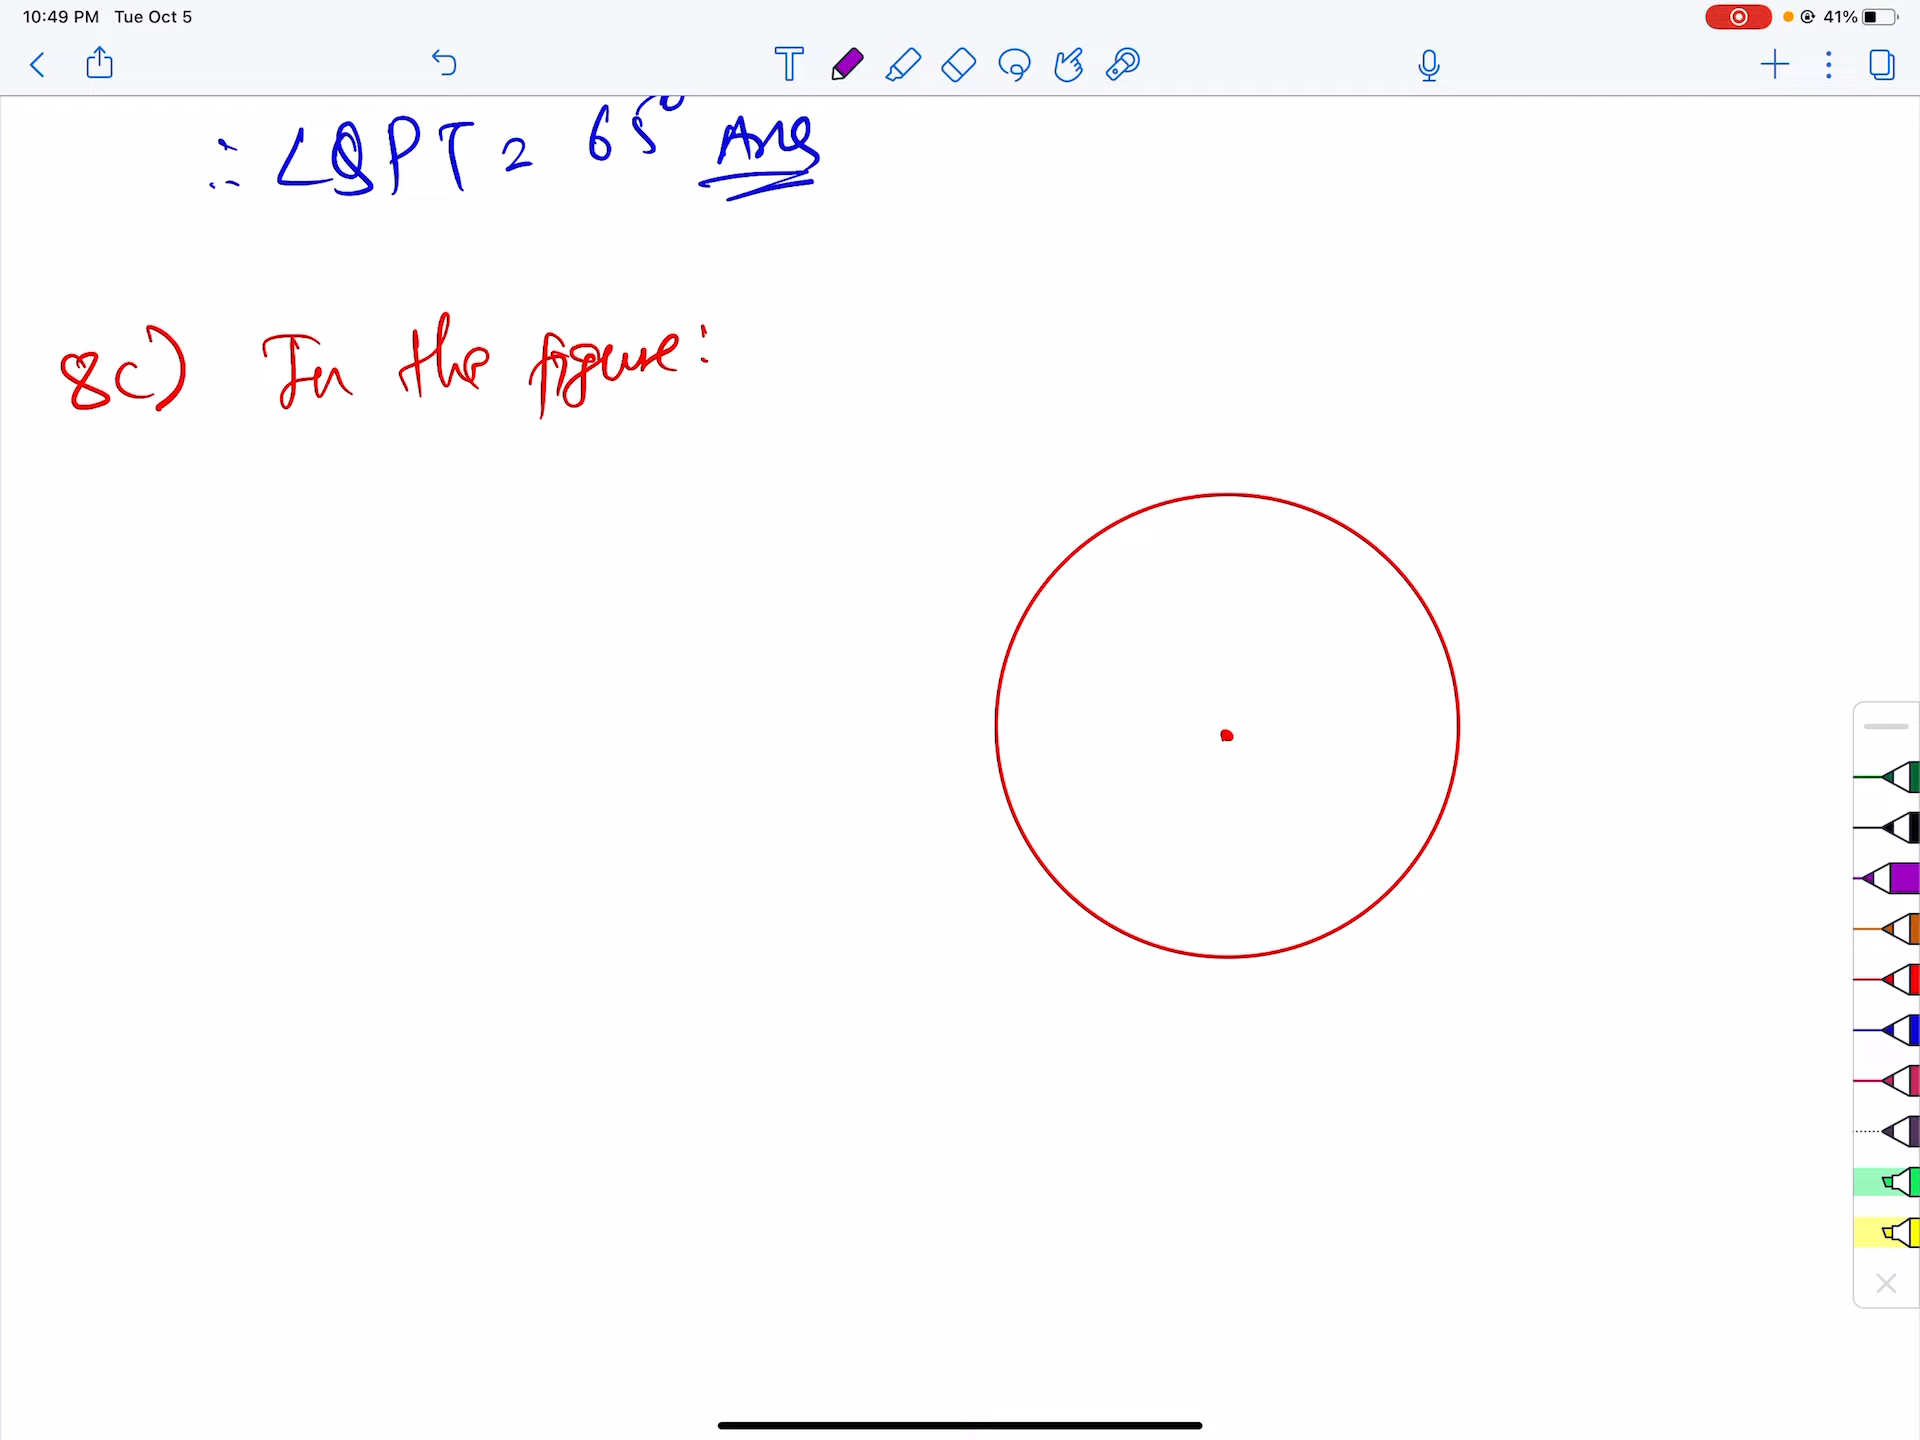 10:49 PM Tue Oct 5
41%
∴ ∠QPT = 65° Ans
8c) In the figure: